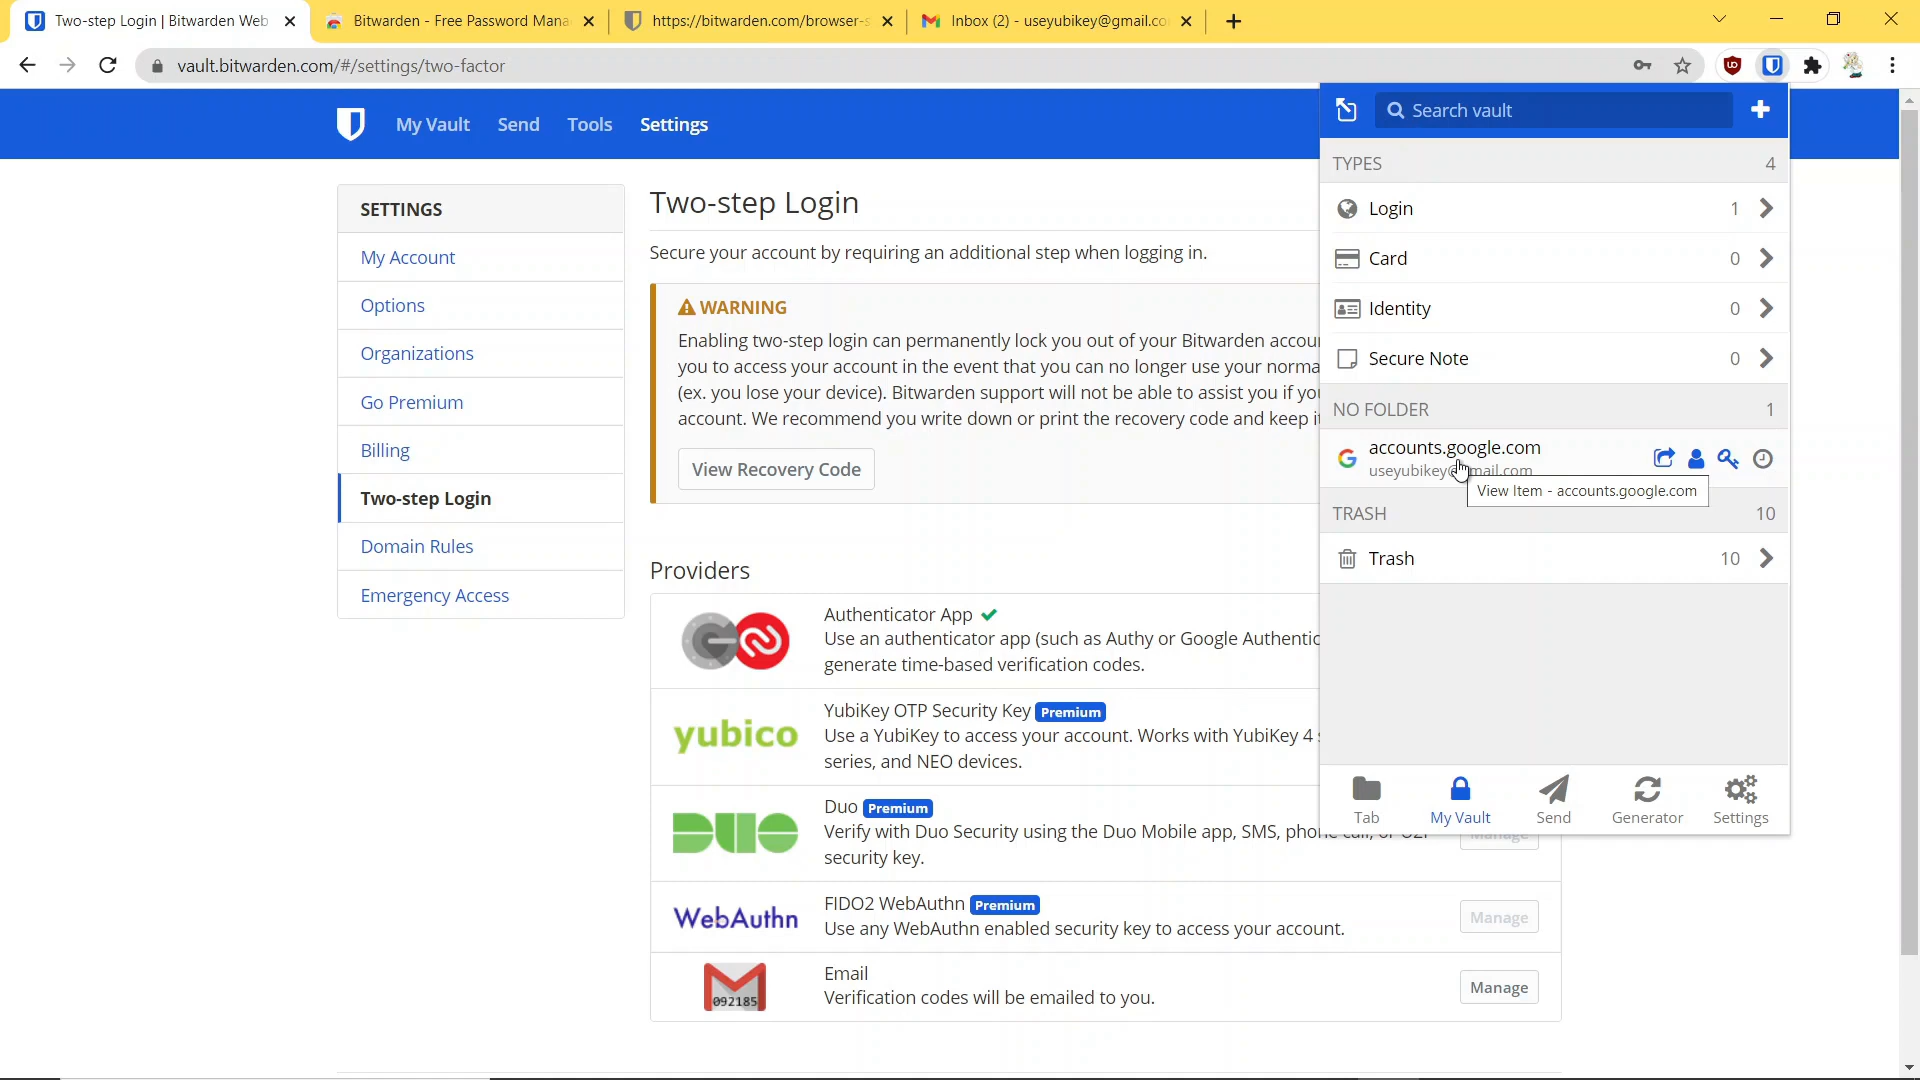 Two-step Login | Bitwarden Web
Bitwarden - Free Password Mana
https://bitwarden.com/browser-s
Inbox (2) - useyubikey@gmail.co
vault.bitwarden.com/#/settings/two-factor
My Vault
Send
Tools
Settings
SETTINGS
My Account
Options
Organizations
Go Premium
Billing
Two-step Login
Domain Rules
Emergency Access
Two-step Login
Secure your account by requiring an additional step when logging in.
WARNING
Enabling two-step login can permanently lock you out of your Bitwarden accou
you to access your account in the event that you can no longer use your norma
(ex. you lose your device). Bitwarden support will not be able to assist you if yo
account. We recommend you write down or print the recovery code and keep i
View Recovery Code
Providers
Authenticator App
Use an authenticator app (such as Authy or Google Authentic
generate time-based verification codes.
yubico
YubiKey OTP Security Key Premium
Use a YubiKey to access your account. Works with YubiKey 4 s
series, and NEO devices.
DUO
Duo Premium
Verify with Duo Security using the Duo Mobile app, SMS, phone call, or U2F
security key.
Manage
WebAuthn
FIDO2 WebAuthn Premium
Use any WebAuthn enabled security key to access your account.
Manage
092185
Email
Verification codes will be emailed to you.
Manage
Search vault
TYPES 4
Login 1
Card 0
Identity 0
Secure Note 0
NO FOLDER 1
accounts.google.com
useyubikey@gmail.com
View Item - accounts.google.com
TRASH 10
Trash 10
Tab
My Vault
Send
Generator
Settings